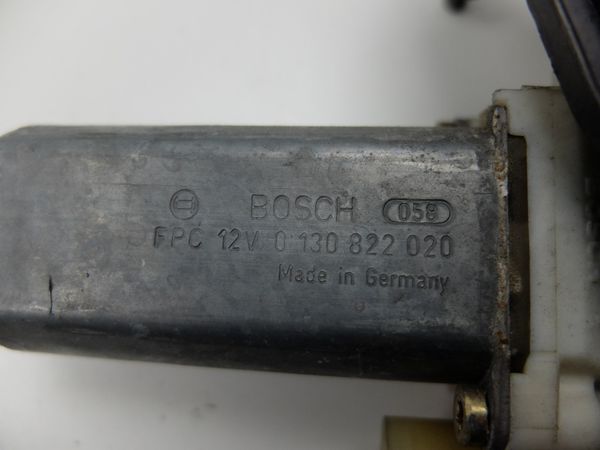 BOSCH 058
FPC 12V 0 130 822 020
Made in Germany